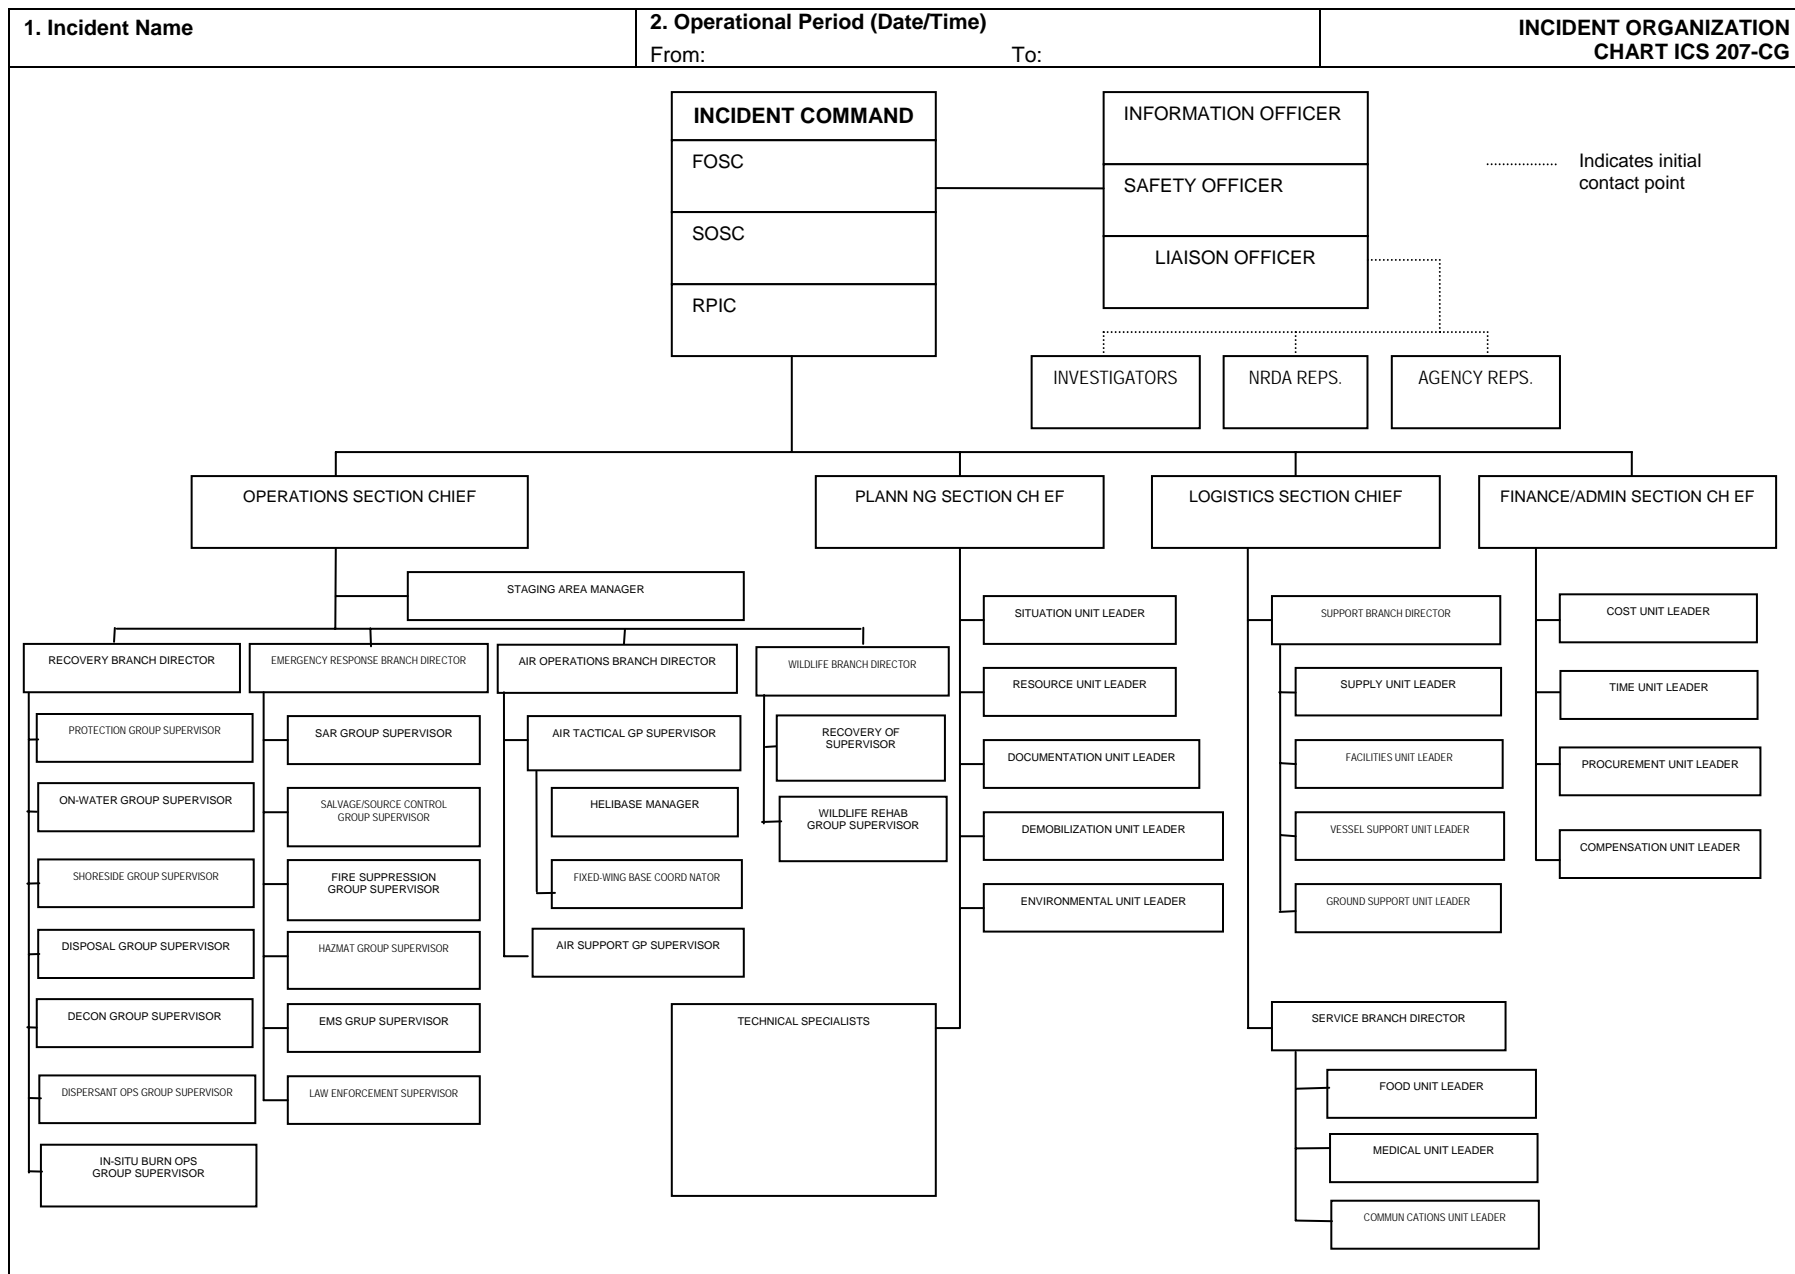 1. Incident Name
2. Operational Period (Date/Time)
From: To:
INCIDENT ORGANIZATION
CHART ICS 207-CG
INCIDENT COMMAND
FOSC
SOSC
RPIC
INFORMATION OFFICER
SAFETY OFFICER
LIAISON OFFICER
Indicates initial
contact point
INVESTIGATORS
NRDA REPS.
AGENCY REPS.
OPERATIONS SECTION CHIEF
PLANN NG SECTION CH EF
LOGISTICS SECTION CHIEF
FINANCE/ADMIN SECTION CH EF
STAGING AREA MANAGER
RECOVERY BRANCH DIRECTOR
PROTECTION GROUP SUPERVISOR
ON-WATER GROUP SUPERVISOR
SHORESIDE GROUP SUPERVISOR
DISPOSAL GROUP SUPERVISOR
DECON GROUP SUPERVISOR
DISPERSANT OPS GROUP SUPERVISOR
IN-SITU BURN OPS
GROUP SUPERVISOR
EMERGENCY RESPONSE BRANCH DIRECTOR
SAR GROUP SUPERVISOR
SALVAGE/SOURCE CONTROL
GROUP SUPERVISOR
FIRE SUPPRESSION
GROUP SUPERVISOR
HAZMAT GROUP SUPERVISOR
EMS GRUP SUPERVISOR
LAW ENFORCEMENT SUPERVISOR
AIR OPERATIONS BRANCH DIRECTOR
AIR TACTICAL GP SUPERVISOR
HELIBASE MANAGER
FIXED-WING BASE COORD NATOR
AIR SUPPORT GP SUPERVISOR
WILDLIFE BRANCH DIRECTOR
RECOVERY OF
SUPERVISOR
WILDLIFE REHAB
GROUP SUPERVISOR
SITUATION UNIT LEADER
RESOURCE UNIT LEADER
DOCUMENTATION UNIT LEADER
DEMOBILIZATION UNIT LEADER
ENVIRONMENTAL UNIT LEADER
TECHNICAL SPECIALISTS
SUPPORT BRANCH DIRECTOR
SUPPLY UNIT LEADER
FACILITIES UNIT LEADER
VESSEL SUPPORT UNIT LEADER
GROUND SUPPORT UNIT LEADER
SERVICE BRANCH DIRECTOR
FOOD UNIT LEADER
MEDICAL UNIT LEADER
COMMUN CATIONS UNIT LEADER
COST UNIT LEADER
TIME UNIT LEADER
PROCUREMENT UNIT LEADER
COMPENSATION UNIT LEADER